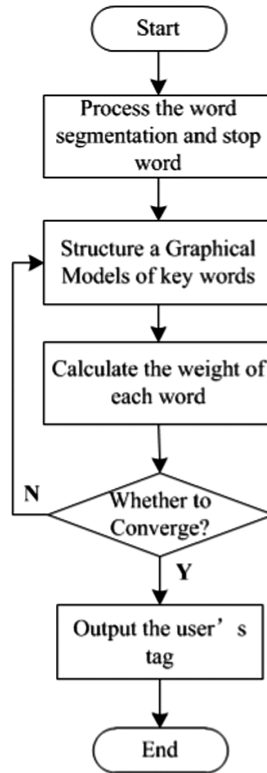 Start
Process the word
segmentation and stop
word
Structure a Graphical
Models of key words
Calculate the weight of
each word
N
Whether to
Converge?
Y
Output the user’s
tag
End